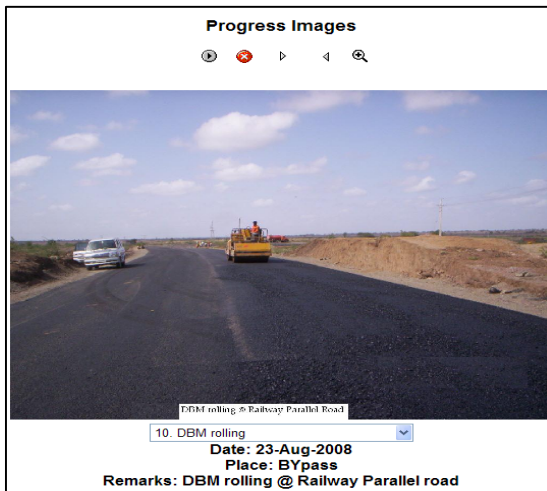 Progress Images
DBM rolling @ Railway Parallel Road
10. DBM rolling
Date: 23-Aug-2008
Place: BYpass
Remarks: DBM rolling @ Railway Parallel road